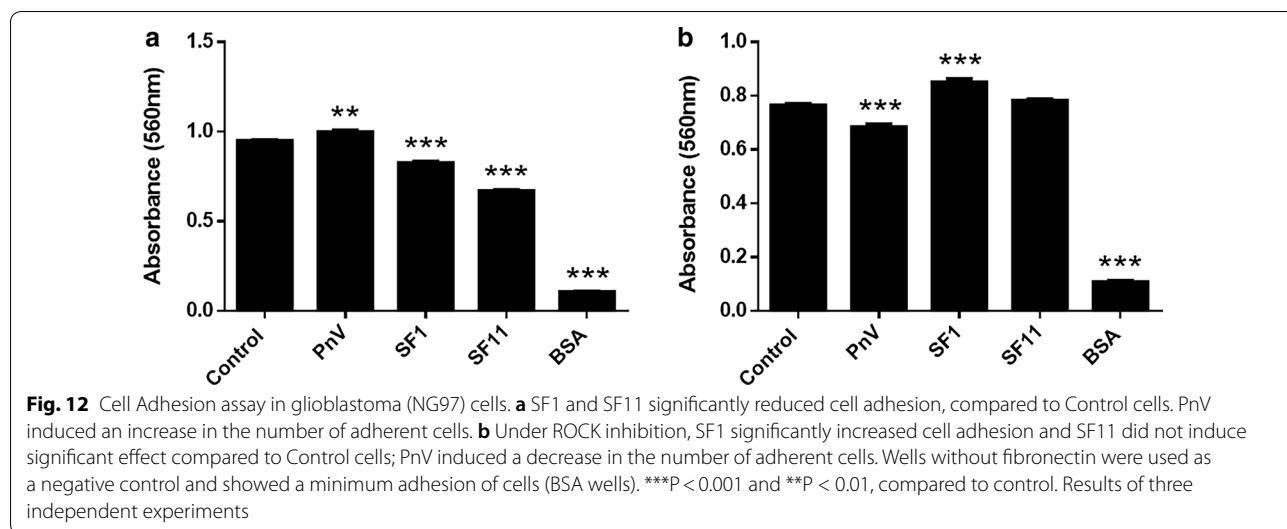 a
1.5
1.0
0.5
0.0
Absorbance (560nm)
**
***
***
***
Control
PnV
SF1
SF11
BSA
b
1.0
0.8
0.6
0.4
0.2
0.0
Absorbance (560nm)
***
***
***
Control
PnV
SF1
SF11
BSA
Fig. 12 Cell Adhesion assay in glioblastoma (NG97) cells. a SF1 and SF11 significantly reduced cell adhesion, compared to Control cells. PnV
induced an increase in the number of adherent cells. b Under ROCK inhibition, SF1 significantly increased cell adhesion and SF11 did not induce
significant effect compared to Control cells; PnV induced a decrease in the number of adherent cells. Wells without fibronectin were used as
a negative control and showed a minimum adhesion of cells (BSA wells). ***P < 0.001 and **P < 0.01, compared to control. Results of three
independent experiments